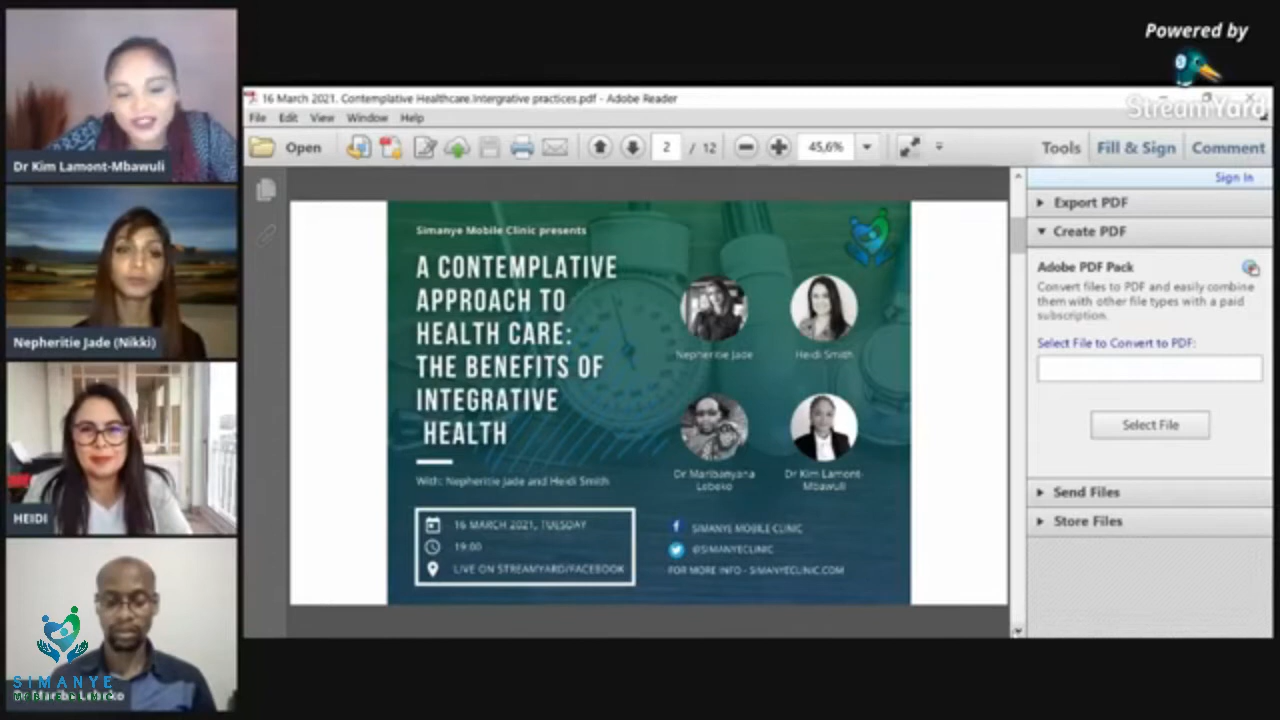 Powered by
StreamYard
Dr Kim Lamont-Mbawuli
Nepheritie Jade (Nikki)
HEIDI
SIMANYE
MOBILE CLINIC
16 March 2021. Contemplative Healthcare.Intergrative practices.pdf - Adobe Reader
File Edit View Window Help
Open
2 / 12
45,6%
Tools Fill & Sign Comment
Sign In
Export PDF
Create PDF
Adobe PDF Pack
Convert files to PDF and easily combine
them with other file types with a paid
subscription.
Select File to Convert to PDF:
Select File
Send Files
Store Files
Simanye Mobile Clinic presents
A CONTEMPLATIVE
APPROACH TO
HEALTH CARE:
THE BENEFITS OF
INTEGRATIVE
HEALTH
With: Nepheritie Jade and Heidi Smith
16 MARCH 2021, TUESDAY
19:00
LIVE ON STREAMYARD/FACEBOOK
Nepheritie Jade
Heidi Smith
Dr Maribanyana
Lebeko
Dr Kim Lamont-
Mbawuli
SIMANYE MOBILE CLINIC
@SIMANYECLINIC
FOR MORE INFO - SIMANYECLINIC.COM